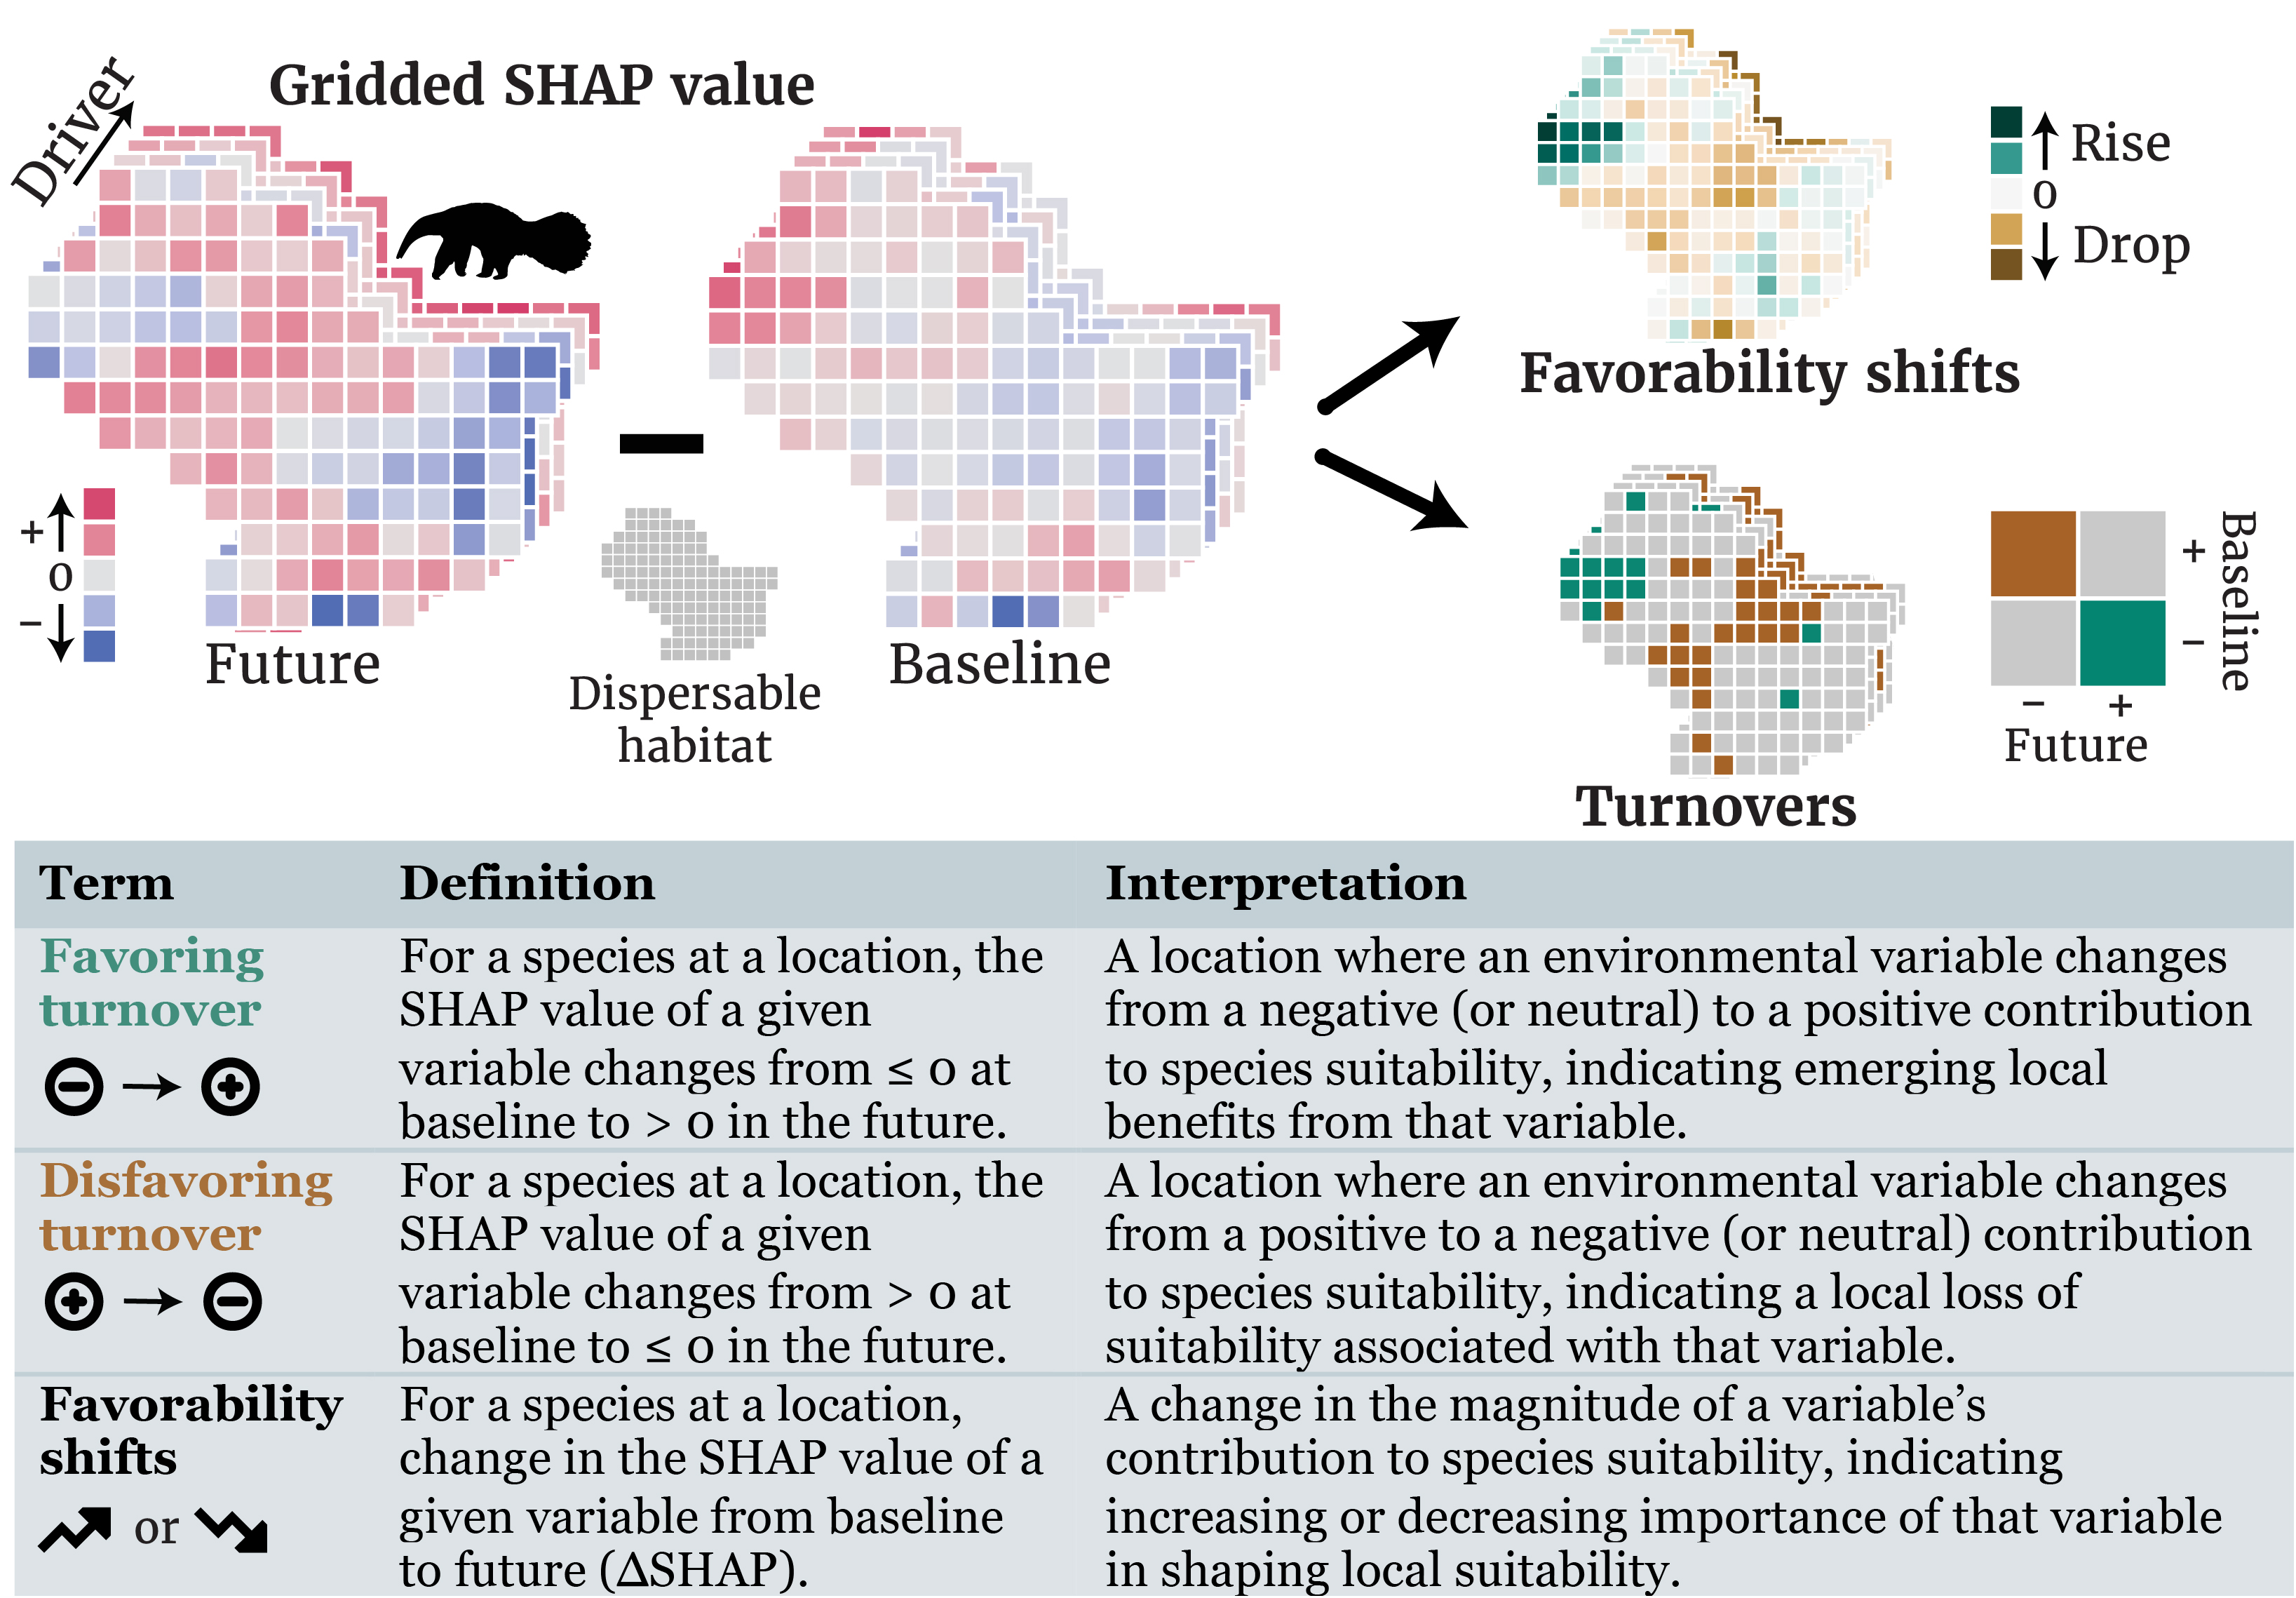 Driver
Gridded SHAP value
+
0
−
Future
Dispersable
habitat
Baseline
Rise
0
Drop
Favorability shifts
Baseline
+
−
− +
Future
Turnovers
Term Definition Interpretation
Favoring
turnover
For a species at a location, the
SHAP value of a given
variable changes from ≤ 0 at
baseline to > 0 in the future.
A location where an environmental variable changes
from a negative (or neutral) to a positive contribution
to species suitability, indicating emerging local
benefits from that variable.
Disfavoring
turnover
For a species at a location, the
SHAP value of a given
variable changes from > 0 at
baseline to ≤ 0 in the future.
A location where an environmental variable changes
from a positive to a negative (or neutral) contribution
to species suitability, indicating a local loss of
suitability associated with that variable.
Favorability
shifts
or
For a species at a location,
change in the SHAP value of a
given variable from baseline
to future (ΔSHAP).
A change in the magnitude of a variable’s
contribution to species suitability, indicating
increasing or decreasing importance of that variable
in shaping local suitability.